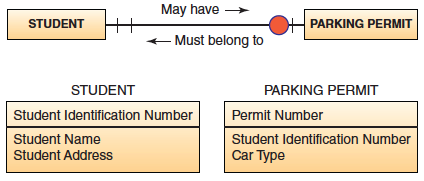 May have
STUDENT
PARKING PERMIT
Must belong to
STUDENT
Student Identification Number
Student Name
Student Address
PARKING PERMIT
Permit Number
Student Identification Number
Car Type